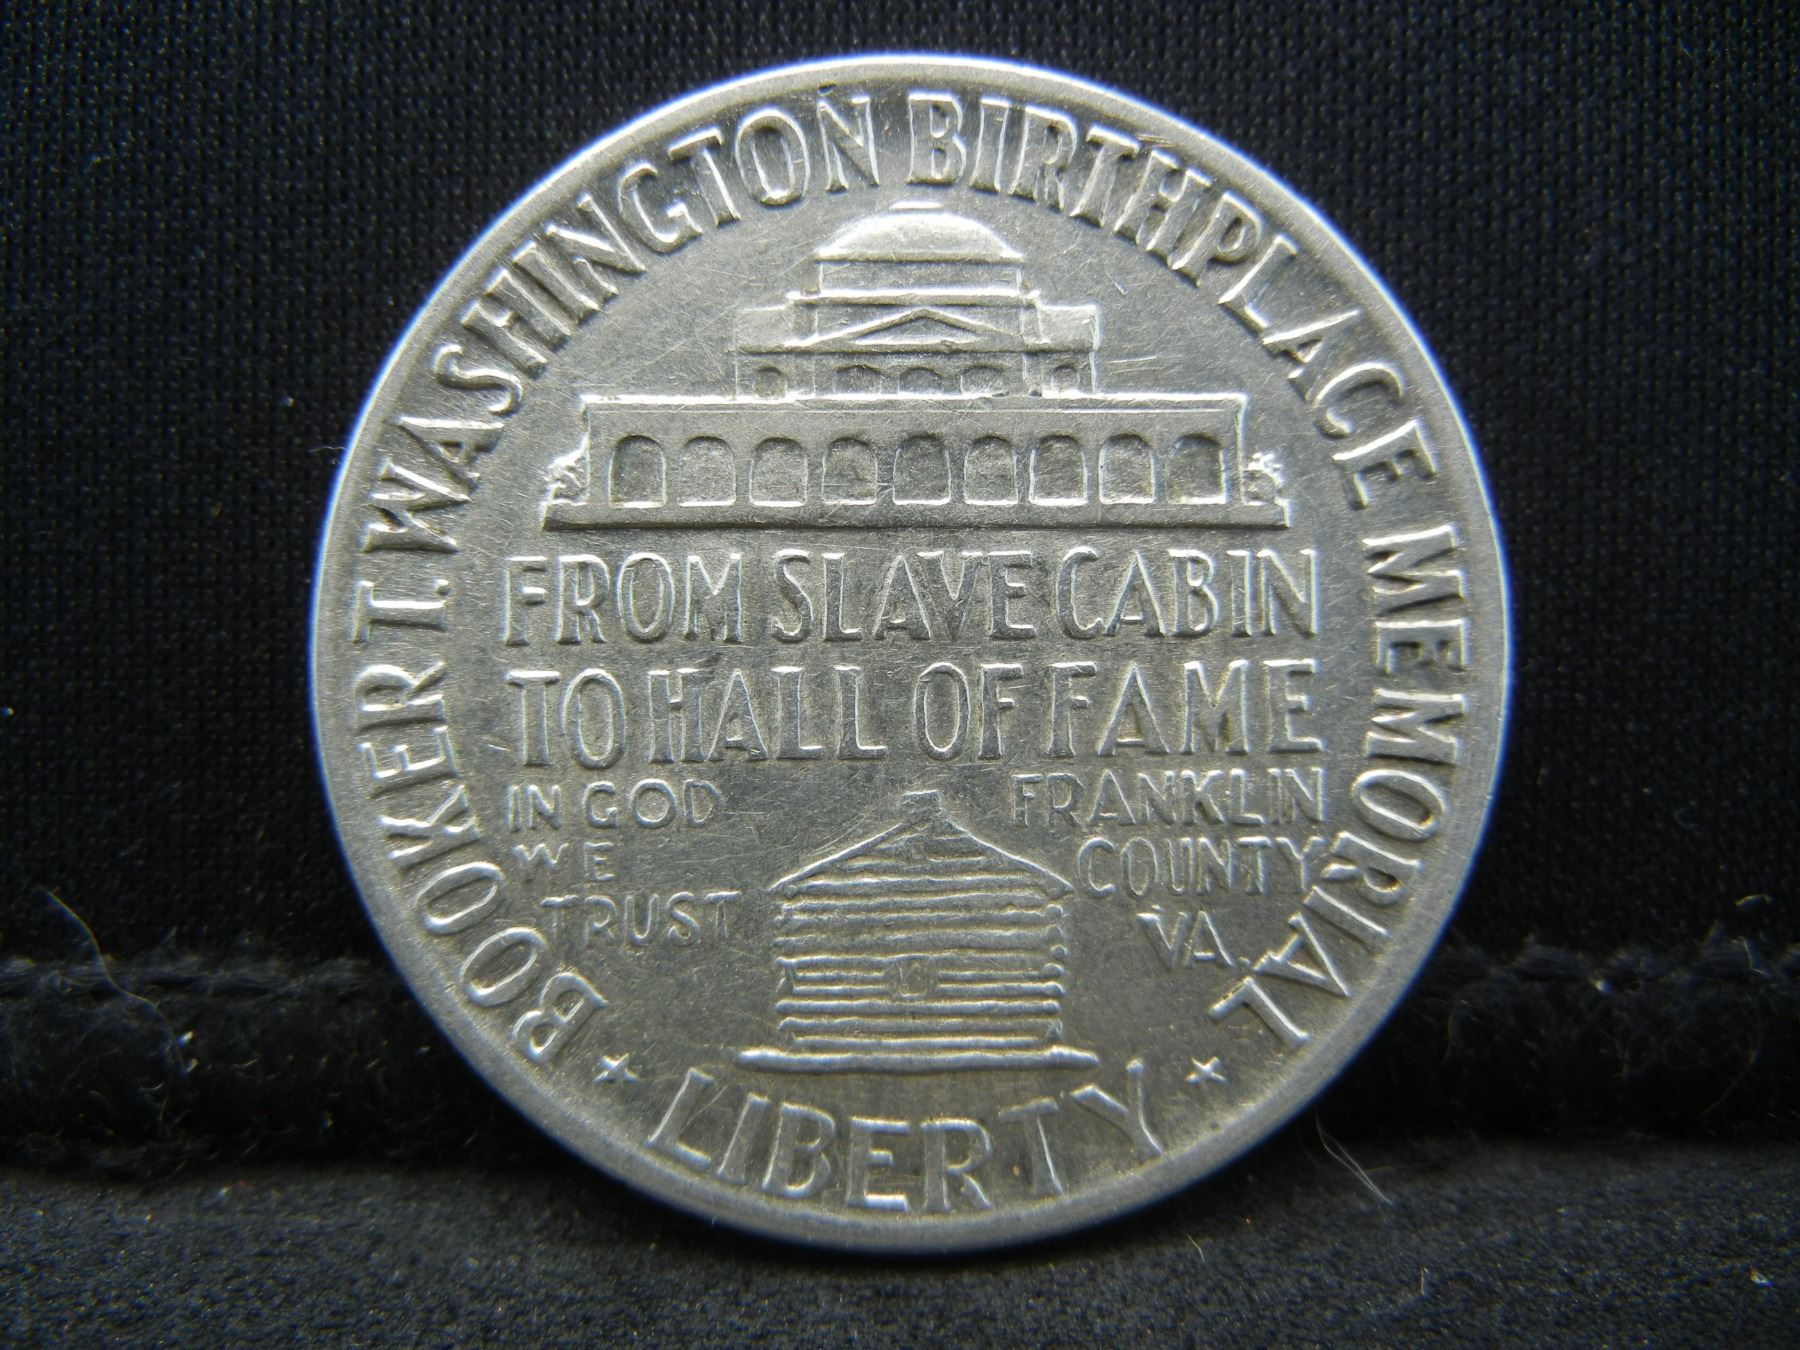 BOOKER T. WASHINGTON BIRTHPLACE MEMORIAL
FROM SLAVE CABIN
TO HALL OF FAME
IN GOD
WE
TRUST
FRANKLIN
COUNTY
VA.
LIBERTY